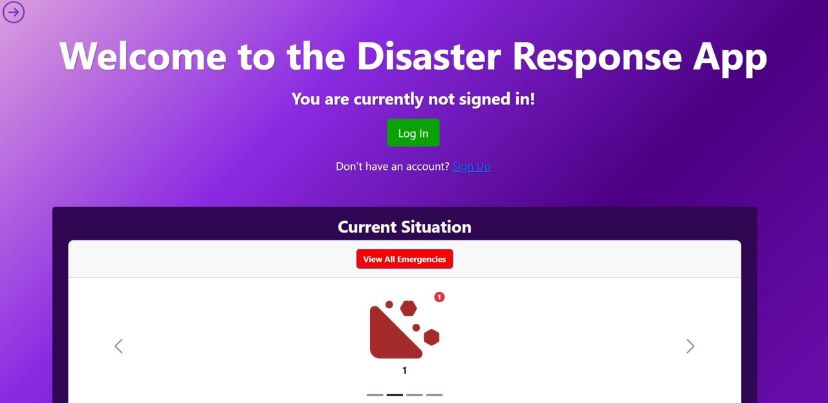 Welcome to the Disaster Response App
You are currently not signed in!
Log In
Don't have an account? Sign Up
Current Situation
View All Emergencies
1
1